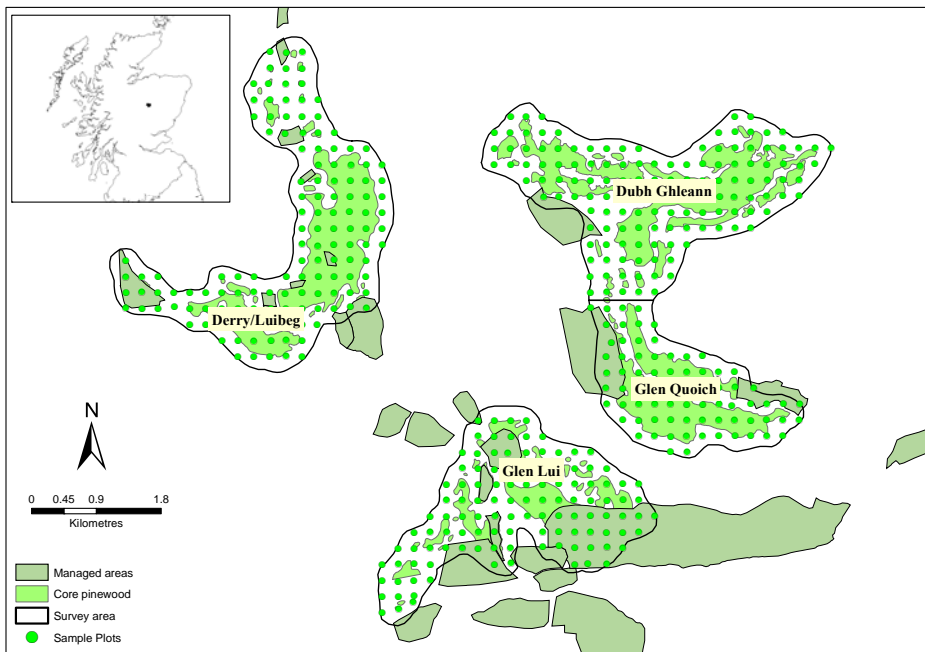 Dubh Ghleann
Derry/Luibeg
Glen Quoich
Glen Lui
N
0 0.45 0.9 1.8
Kilometres
Managed areas
Core pinewood
Survey area
Sample Plots